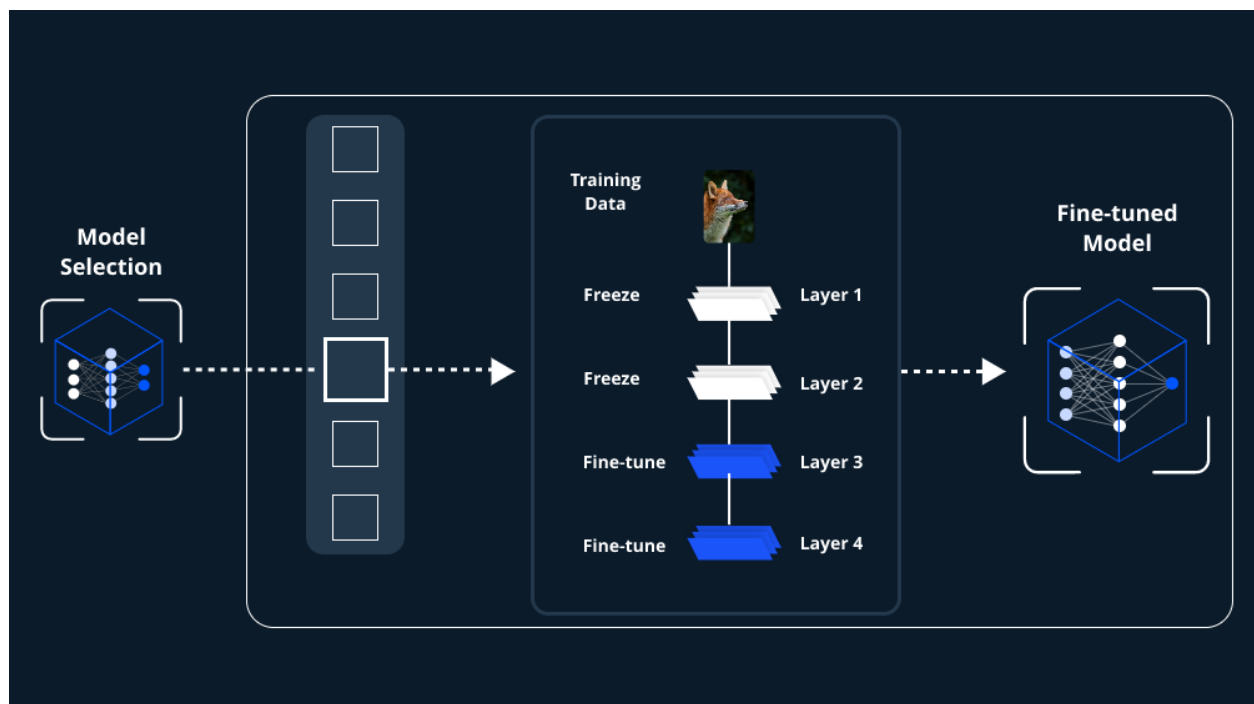 Model
Selection
Training
Data
Freeze
Layer 1
Freeze
Layer 2
Fine-tune
Layer 3
Fine-tune
Layer 4
Fine-tuned
Model